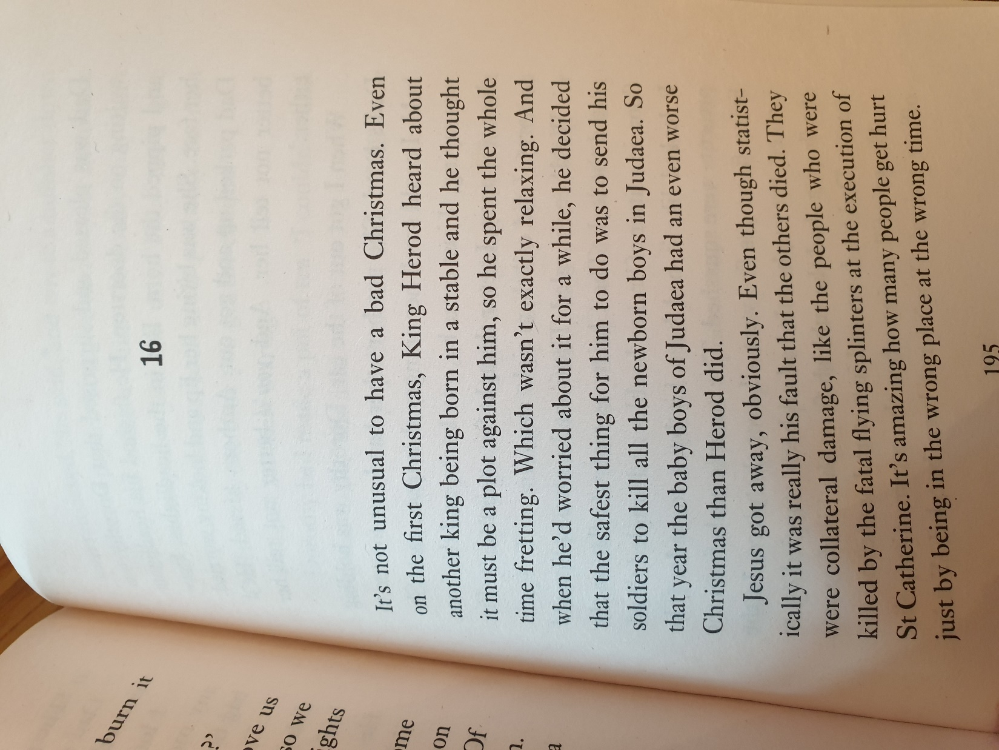 burn it
?'
ove us
so we
ights
ome
on
Of
n.
a
16
It's not unusual to have a bad Christmas. Even
on the first Christmas, King Herod heard about
another king being born in a stable and he thought
it must be a plot against him, so he spent the whole
time fretting. Which wasn't exactly relaxing. And
when he'd worried about it for a while, he decided
that the safest thing for him to do was to send his
soldiers to kill all the newborn boys in Judaea. So
that year the baby boys of Judaea had an even worse
Christmas than Herod did.
Jesus got away, obviously. Even though statist-
ically it was really his fault that the others died. They
were collateral damage, like the people who were
killed by the fatal flying splinters at the execution of
St Catherine. It's amazing how many people get hurt
just by being in the wrong place at the wrong time.
195